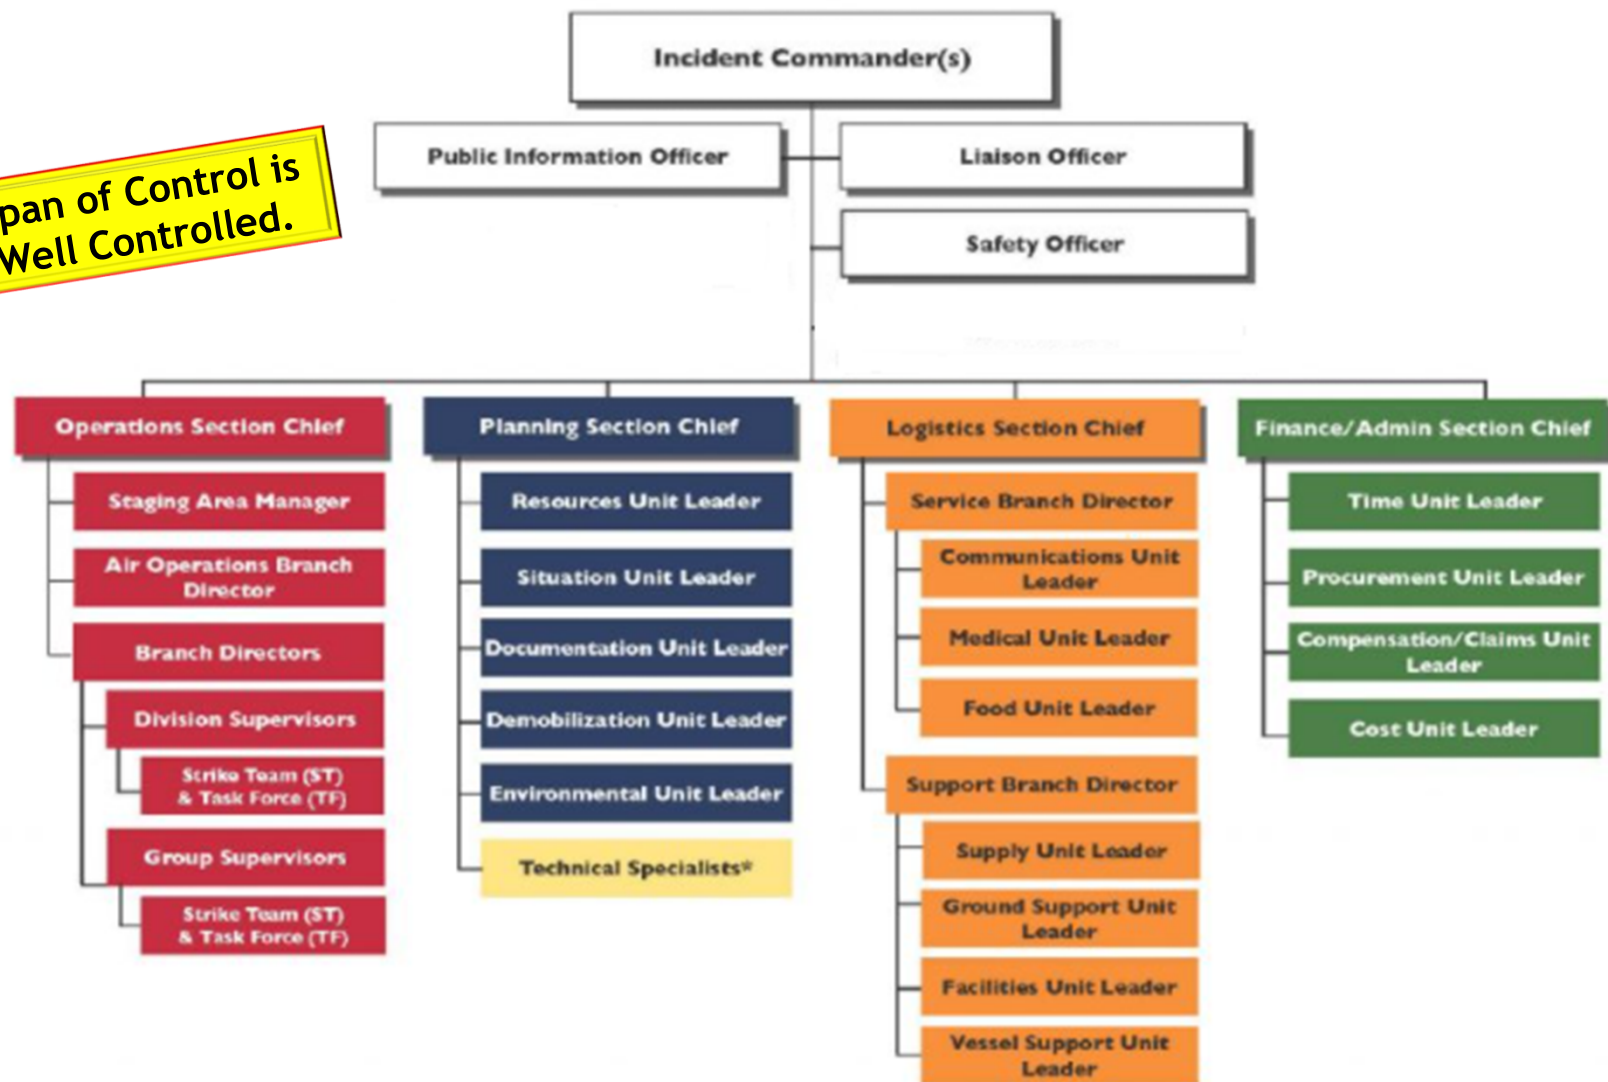 Incident Commander(s)
Public Information Officer
Liaison Officer
pan of Control is
Well Controlled.
Safety Officer
Operations Section Chief
Staging Area Manager
Air Operations Branch
Director
Branch Directors
Division Supervisors
Strike Team (ST)
& Task Force (TF)
Group Supervisors
Strike Team (ST)
& Task Force (TF)
Planning Section Chief
Resources Unit Leader
Situation Unit Leader
Documentation Unit Leader
Demobilization Unit Leader
Environmental Unit Leader
Technical Specialists*
Logistics Section Chief
Service Branch Director
Communications Unit
Leader
Medical Unit Leader
Food Unit Leader
Support Branch Director
Supply Unit Leader
Ground Support Unit
Leader
Facilities Unit Leader
Vessel Support Unit
Leader
Finance/Admin Section Chief
Time Unit Leader
Procurement Unit Leader
Compensation/Claims Unit
Leader
Cost Unit Leader